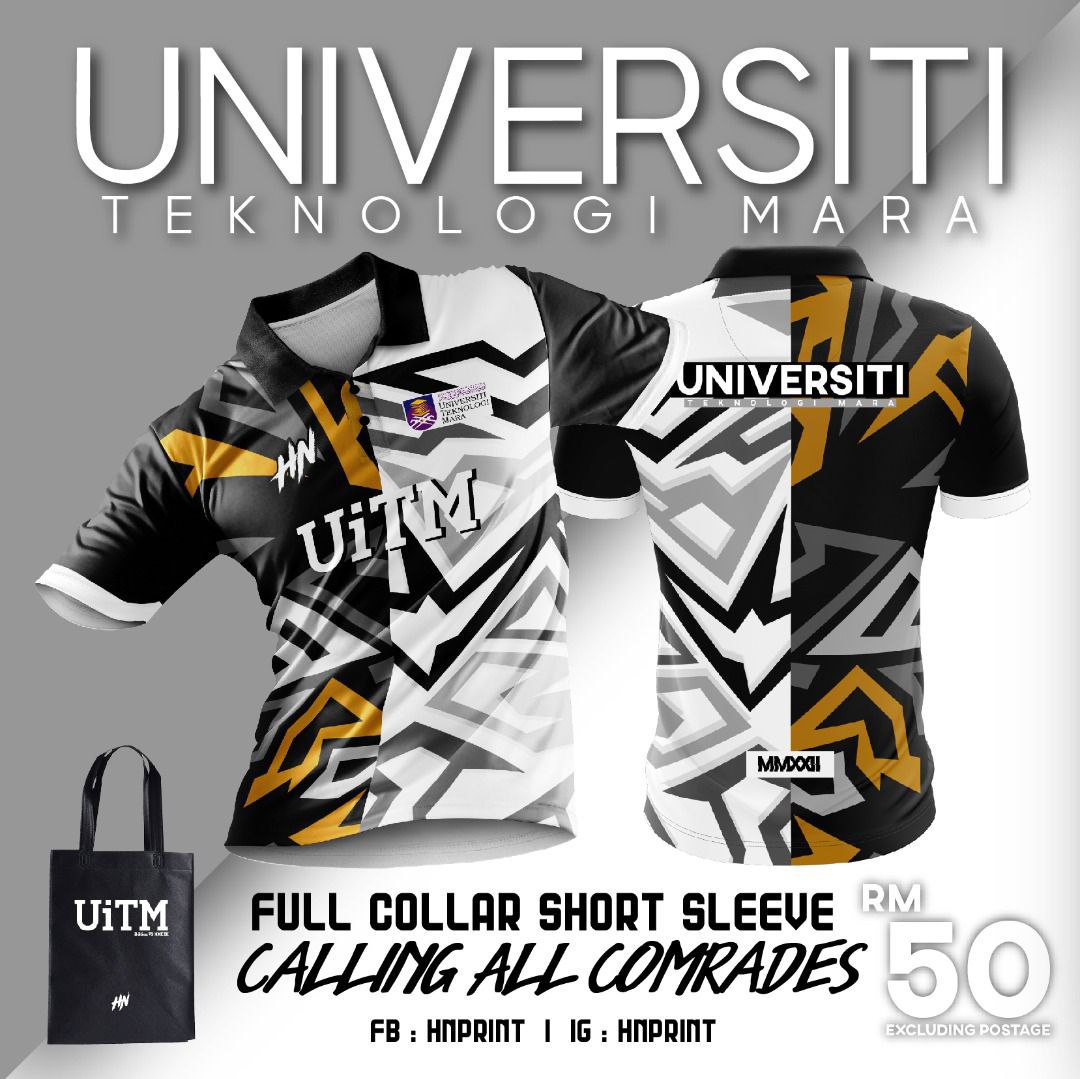 UNIVERSITI
TEKNOLOGI MARA
HN
UNIVERSITI
TEKNOLOGI
MARA
UiTM
UNIVERSITI
TEKNOLOGI MARA
MMXXII
UiTM
HN
FULL COLLAR SHORT SLEEVE
CALLING ALL COMRADES
FB : HNPRINT | IG : HNPRINT
RM
50
EXCLUDING POSTAGE